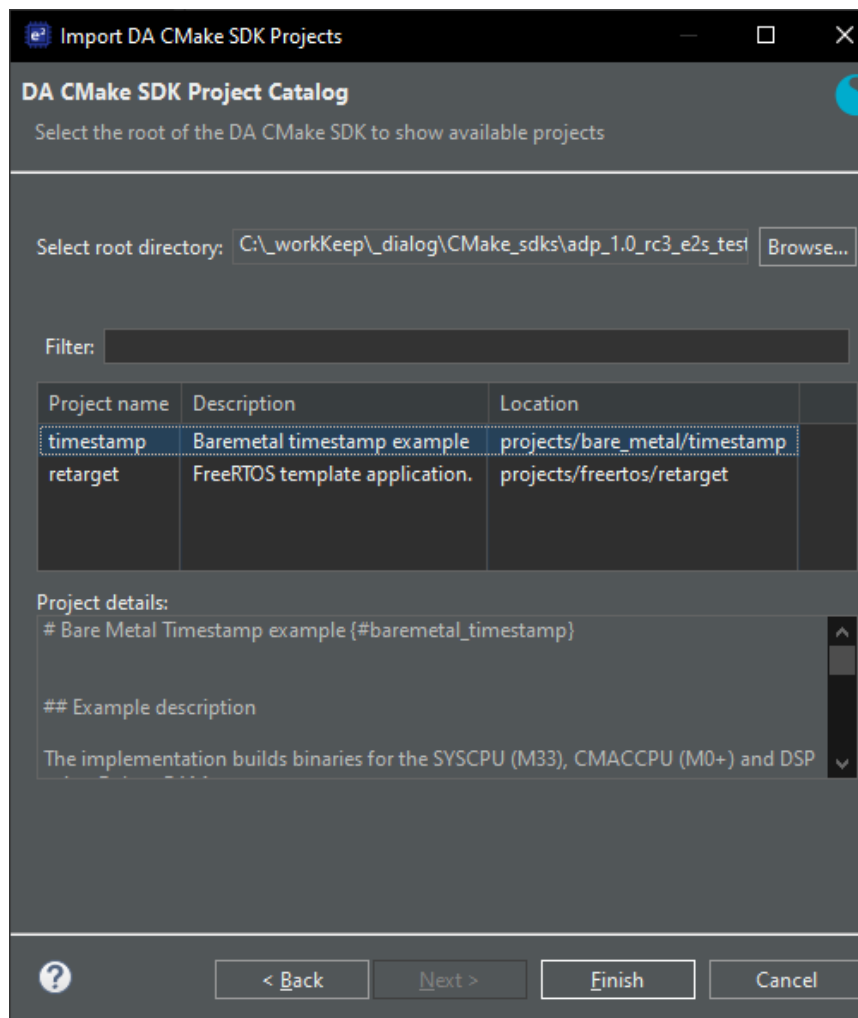 e² Import DA CMake SDK Projects
DA CMake SDK Project Catalog
Select the root of the DA CMake SDK to show available projects
Select root directory: C:\_workKeep\_dialog\CMake_sdks\adp_1.0_rc3_e2s_test Browse...
Filter:
Project name Description Location
timestamp Baremetal timestamp example projects/bare_metal/timestamp
retarget FreeRTOS template application. projects/freertos/retarget
Project details:
# Bare Metal Timestamp example {#baremetal_timestamp}
## Example description
The implementation builds binaries for the SYSCPU (M33), CMACCPU (M0+) and DSP
? < Back Next > Finish Cancel